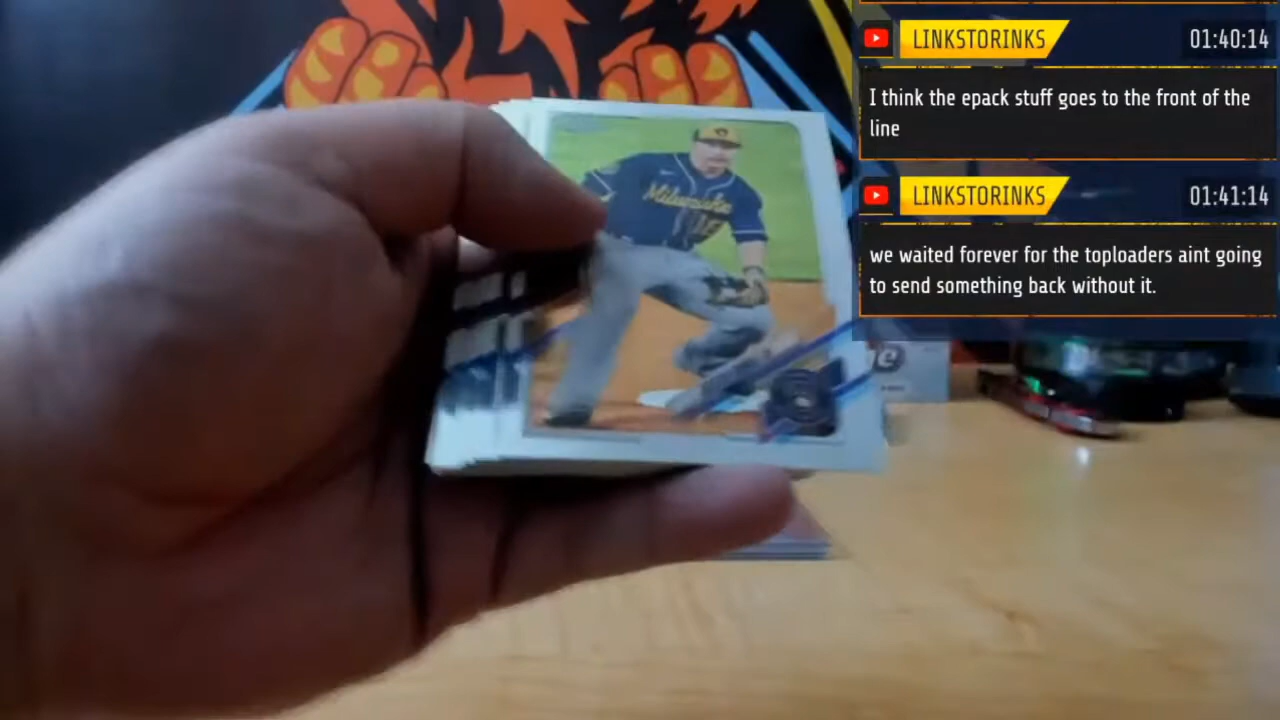 LINKSTORINKS 01:40:14
I think the epack stuff goes to the front of the
line
LINKSTORINKS 01:41:14
we waited forever for the toploaders aint going
to send something back without it.
Milwaukee